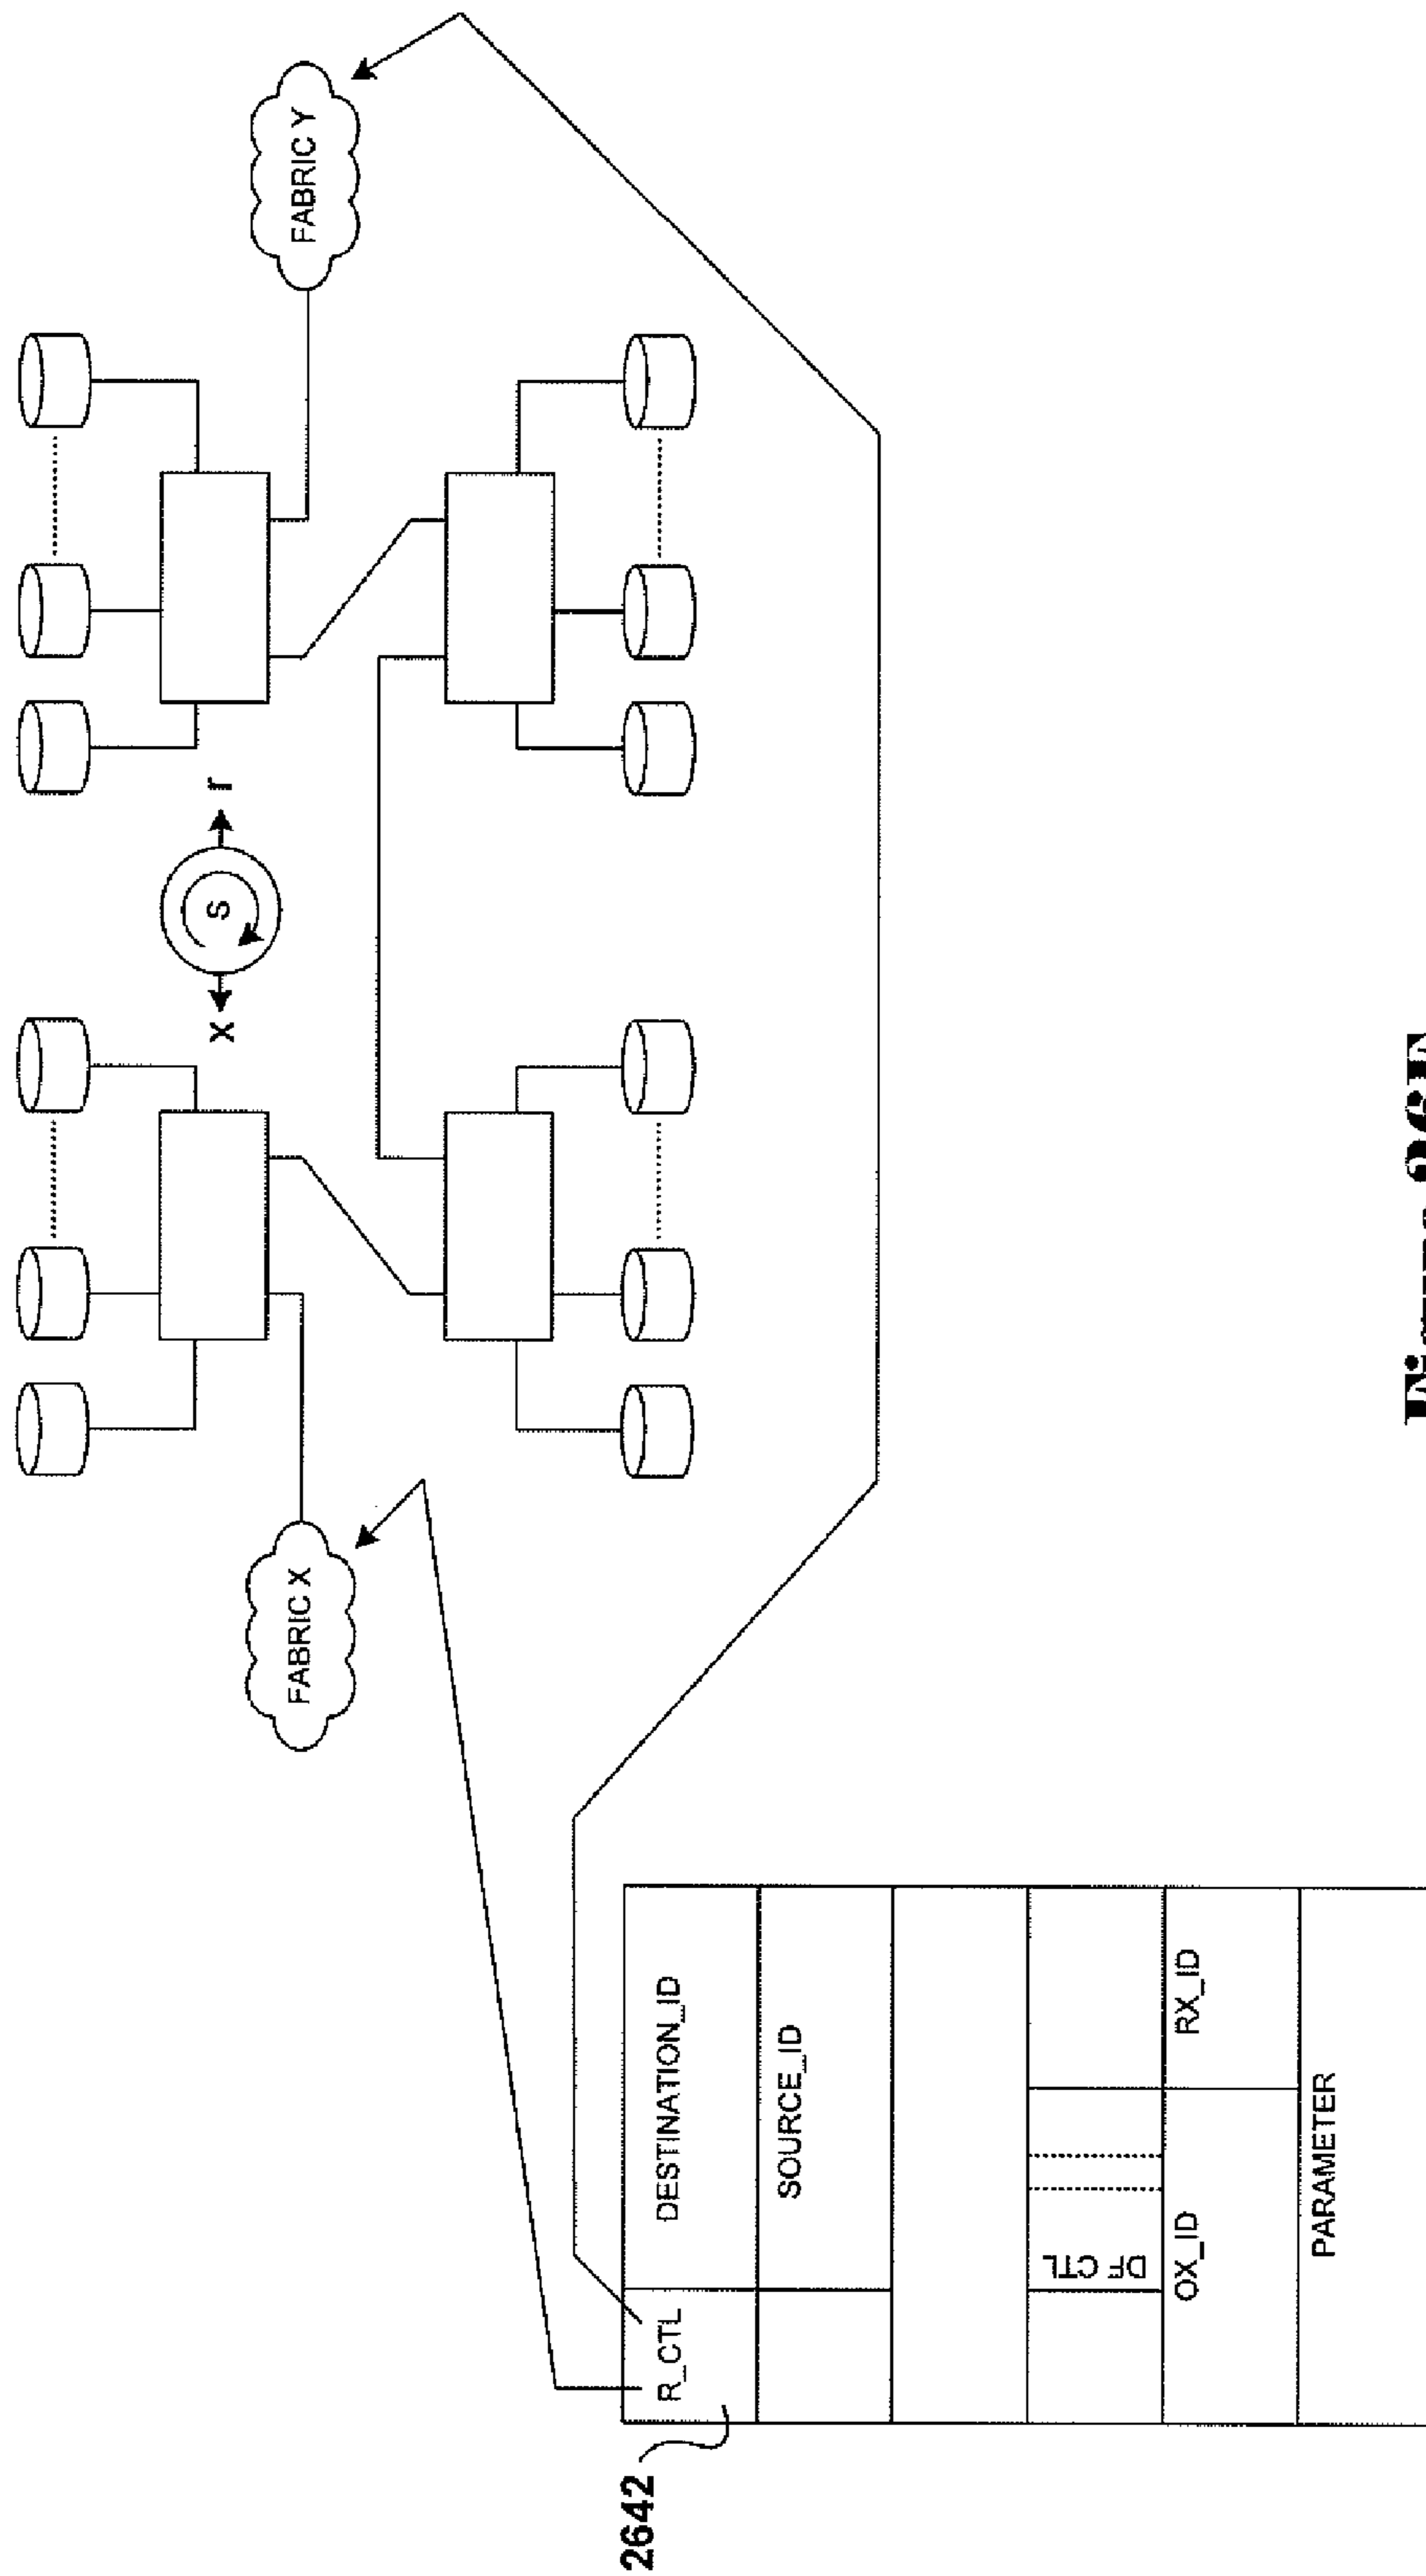 FABRIC X
FABRIC Y
X
S
r
2642
R_CTL
DESTINATION_ID
SOURCE_ID
DF CTL
OX_ID
RX_ID
PARAMETER